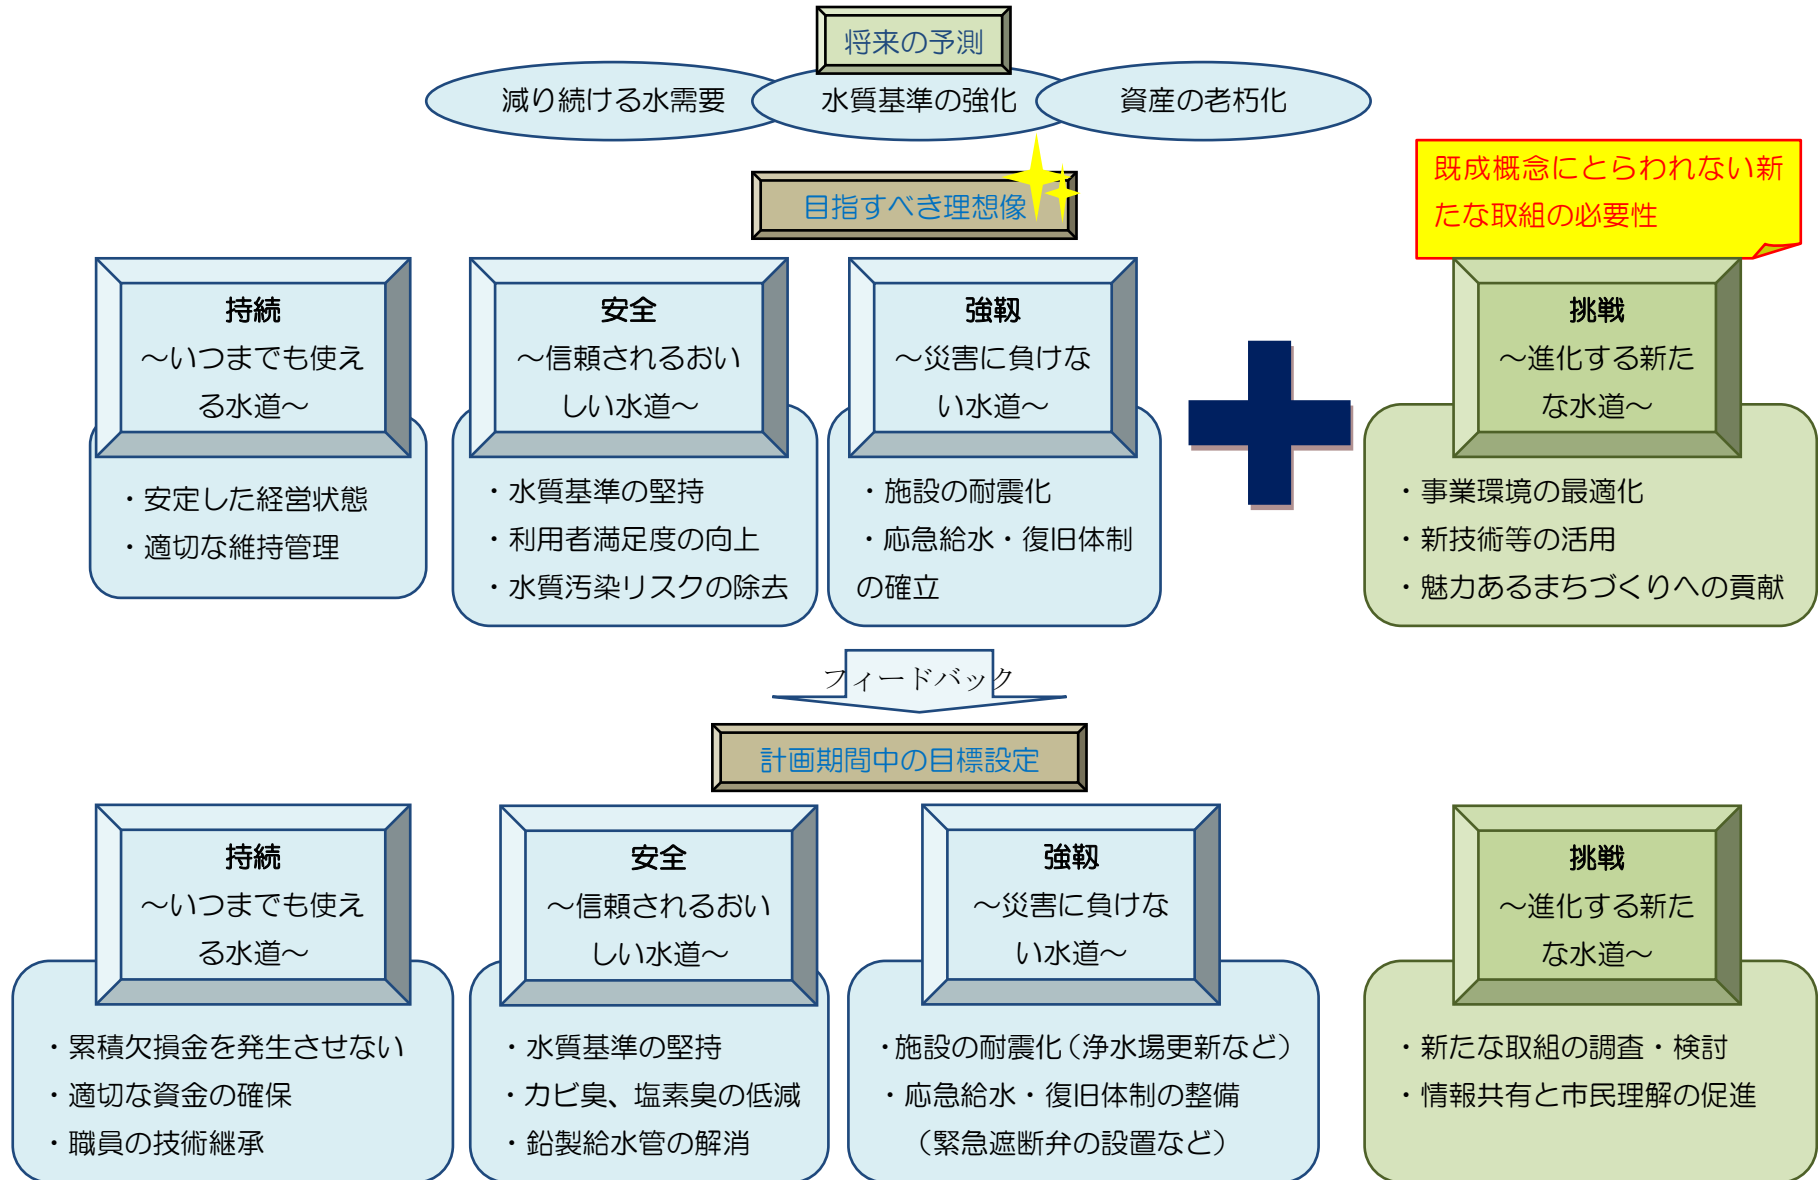 将来の予測
減り続ける水需要
水質基準の強化
資産の老朽化
目指すべき理想像
既成概念にとらわれない新
たな取組の必要性
持続
~いつまでも使え
る水道~
・安定した経営状態
・適切な維持管理
安全
~信頼されるおい
しい水道~
・水質基準の堅持
・利用者満足度の向上
・水質汚染リスクの除去
強靱
~災害に負けな
い水道~
・施設の耐震化
・応急給水・復旧体制
の確立
挑戦
~進化する新た
な水道~
・事業環境の最適化
・新技術等の活用
・魅力あるまちづくりへの貢献
フィードバック
計画期間中の目標設定
持続
~いつまでも使え
る水道~
・累積欠損金を発生させない
・適切な資金の確保
・職員の技術継承
安全
~信頼されるおい
しい水道~
・水質基準の堅持
・カビ臭、塩素臭の低減
・鉛製給水管の解消
強靱
~災害に負けな
い水道~
・施設の耐震化(浄水場更新など)
・応急給水・復旧体制の整備
(緊急遮断弁の設置など)
挑戦
~進化する新た
な水道~
・新たな取組の調査・検討
・情報共有と市民理解の促進